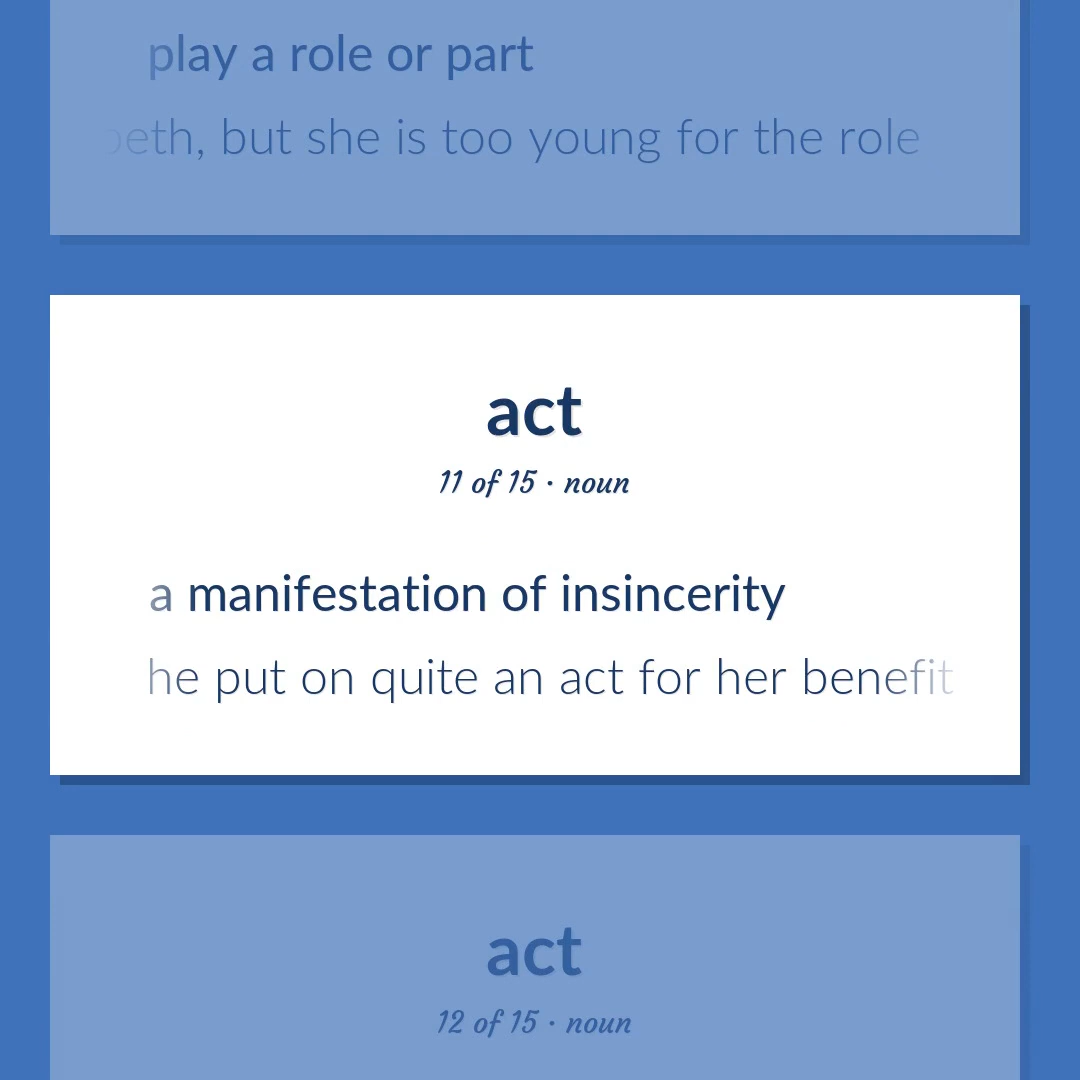 play a role or part
beth, but she is too young for the role
act
11 of 15 · noun
a manifestation of insincerity
he put on quite an act for her benefit
act
12 of 15 · noun